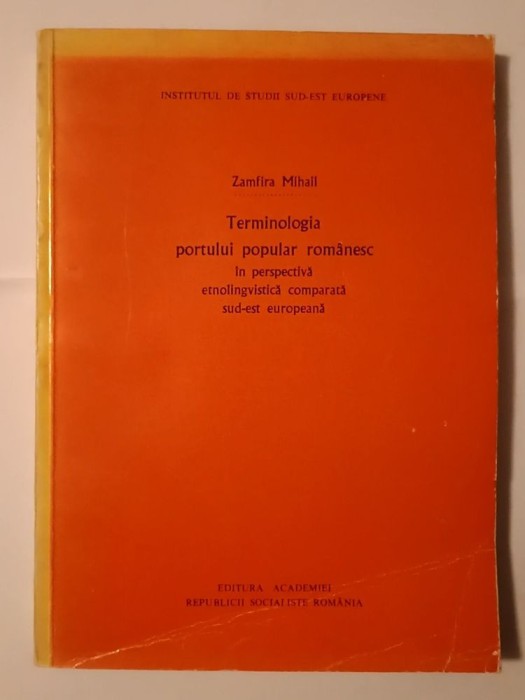 INSTITUTUL DE STUDII SUD-EST EUROPENE
Zamfira Mihail
Terminologia
portului popular românesc
în perspectivă
etnolingvistică comparată
sud-est europeană
EDITURA ACADEMIEI
REPUBLICII SOCIALISTE ROMÂNIA